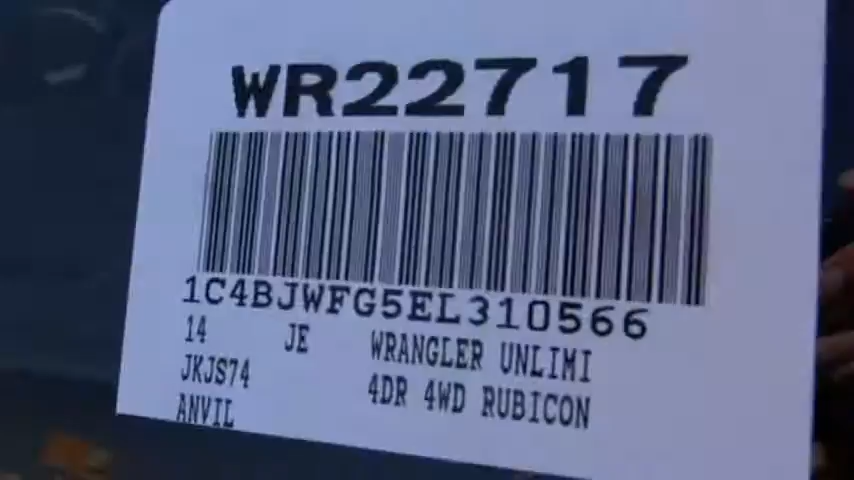 WR22717
1C4BJWFG5EL310566
14 JE WRANGLER UNLIMI
JKJS74 4DR 4WD RUBICON
ANVIL